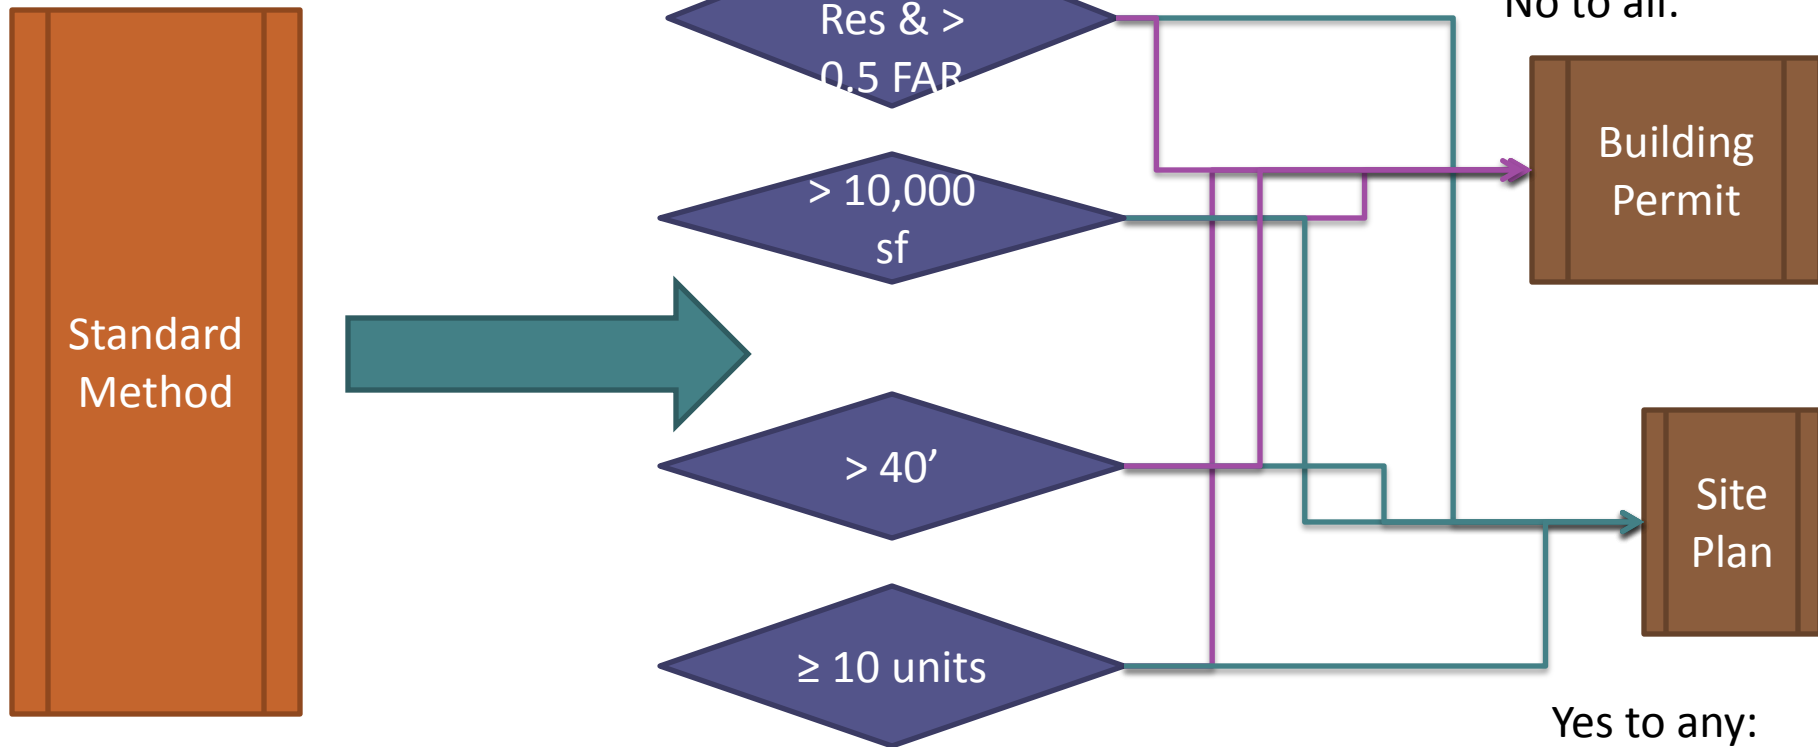 No to all:
Res & >
0.5 FAR
Building
Permit
> 10,000
sf
Standard
Method
> 40’
Site
Plan
≥ 10 units
Yes to any: